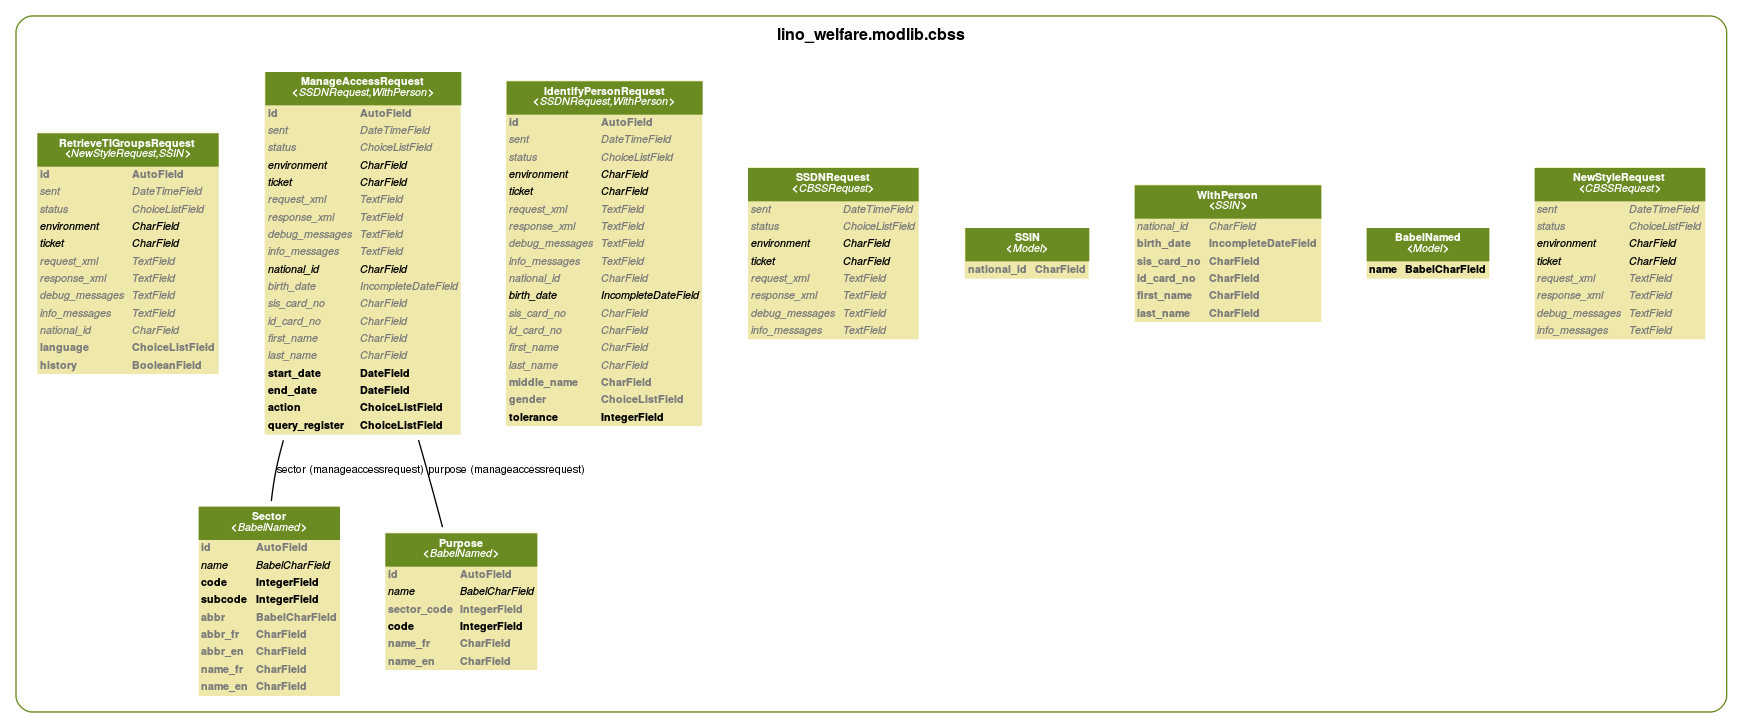 lino_welfare.modlib.cbss
RetrieveTIGroupsRequest
<NewStyleRequest,SSIN>
id AutoField
sent DateTimeField
status ChoiceListField
environment CharField
ticket CharField
request_xml TextField
response_xml TextField
debug_messages TextField
info_messages TextField
national_id CharField
language ChoiceListField
history BooleanField
ManageAccessRequest
<SSDNRequest,WithPerson>
id AutoField
sent DateTimeField
status ChoiceListField
environment CharField
ticket CharField
request_xml TextField
response_xml TextField
debug_messages TextField
info_messages TextField
national_id CharField
birth_date IncompleteDateField
sis_card_no CharField
id_card_no CharField
first_name CharField
last_name CharField
start_date DateField
end_date DateField
action ChoiceListField
query_register ChoiceListField
IdentifyPersonRequest
<SSDNRequest,WithPerson>
id AutoField
sent DateTimeField
status ChoiceListField
environment CharField
ticket CharField
request_xml TextField
response_xml TextField
debug_messages TextField
info_messages TextField
national_id CharField
birth_date IncompleteDateField
sis_card_no CharField
id_card_no CharField
first_name CharField
last_name CharField
middle_name CharField
gender ChoiceListField
tolerance IntegerField
SSDNRequest
<CBSSRequest>
sent DateTimeField
status ChoiceListField
environment CharField
ticket CharField
request_xml TextField
response_xml TextField
debug_messages TextField
info_messages TextField
SSIN
<Model>
national_id CharField
WithPerson
<SSIN>
national_id CharField
birth_date IncompleteDateField
sis_card_no CharField
id_card_no CharField
first_name CharField
last_name CharField
BabelNamed
<Model>
name BabelCharField
NewStyleRequest
<CBSSRequest>
sent DateTimeField
status ChoiceListField
environment CharField
ticket CharField
request_xml TextField
response_xml TextField
debug_messages TextField
info_messages TextField
sector (manageaccessrequest)
purpose (manageaccessrequest)
Sector
<BabelNamed>
id AutoField
name BabelCharField
code IntegerField
subcode IntegerField
abbr BabelCharField
abbr_fr CharField
abbr_en CharField
name_fr CharField
name_en CharField
Purpose
<BabelNamed>
id AutoField
name BabelCharField
sector_code IntegerField
code IntegerField
name_fr CharField
name_en CharField